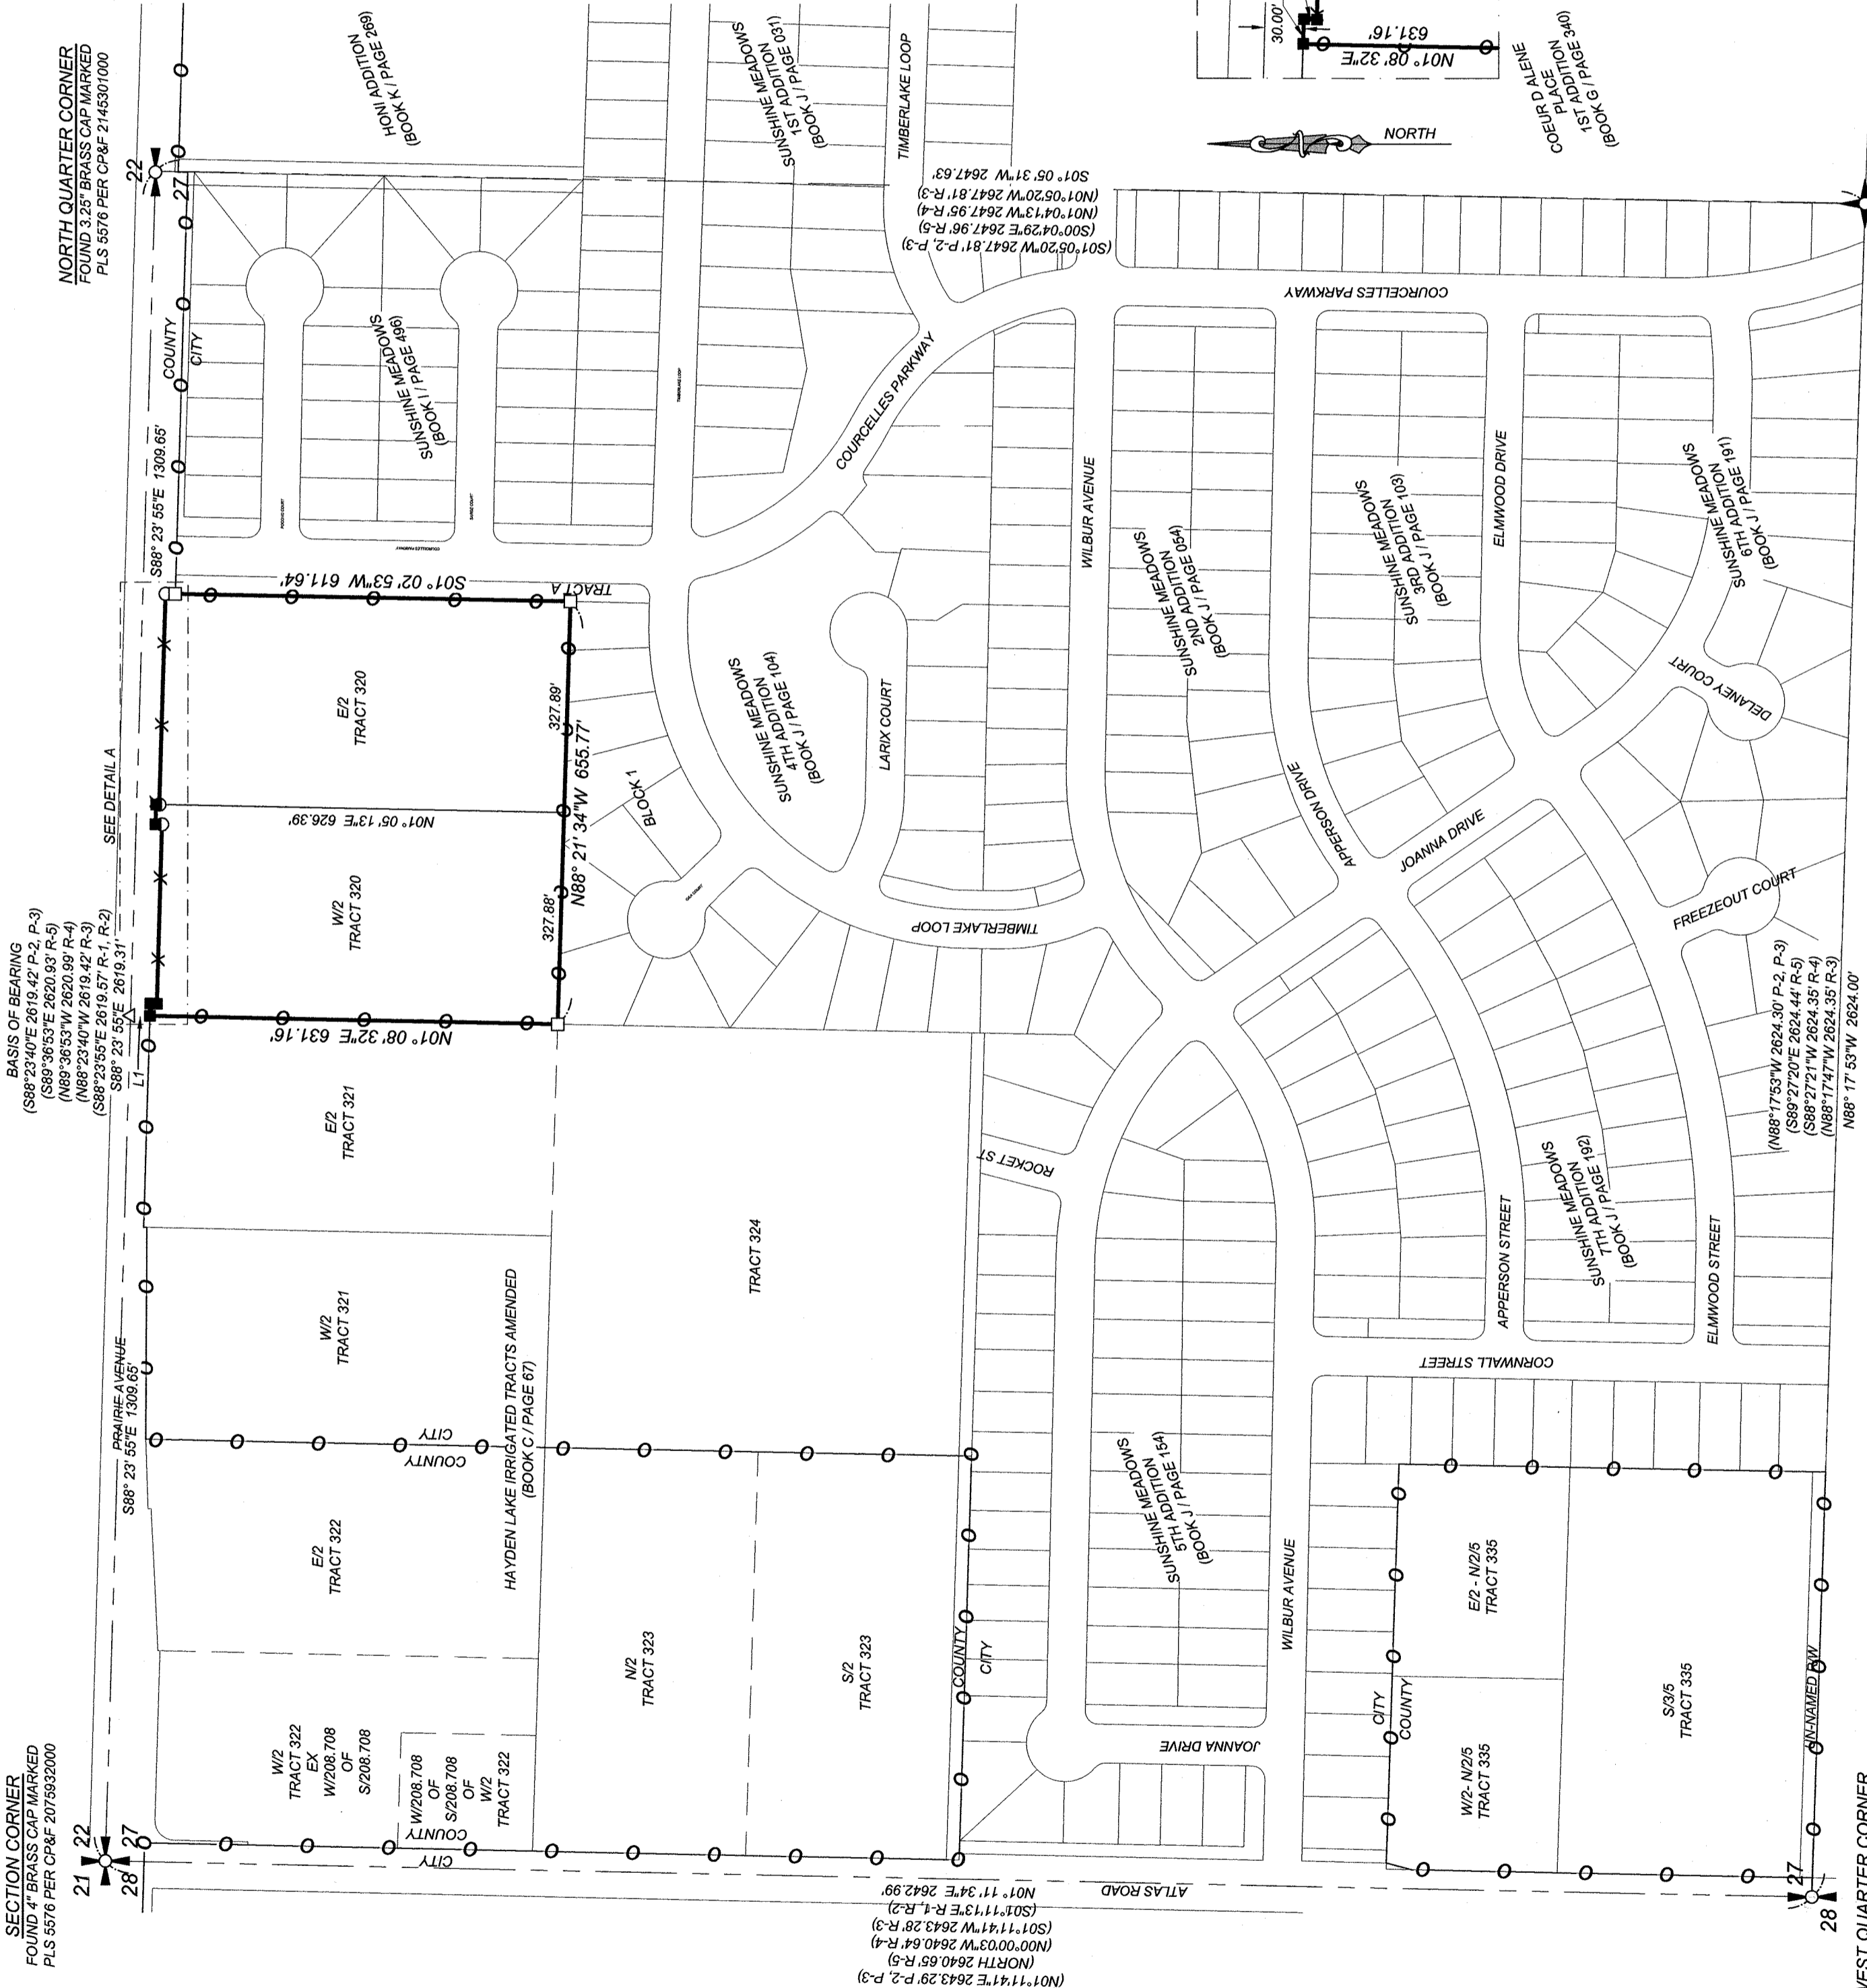 SECTION CORNER
FOUND 4" BRASS CAP MARKED
PLS 5576 PER CP&F 2075932000
21
22
28
27
BASIS OF BEARING
(S88°23'40"E 2619.42' P-2, P-3)
(S89°36'53"E 2620.93' R-5)
(N89°36'53"W 2620.99' R-4)
(N88°23'40"W 2619.42' R-3)
(S88°23'55"E 2619.57' R-1, R-2)
S88° 23' 55"E 2619.31'
NORTH QUARTER CORNER
FOUND 3.25" BRASS CAP MARKED
PLS 5576 PER CP&F 2145301000
22
27
PRAIRIE AVENUE
S88° 23' 55"E 1309.65'
L1
SEE DETAIL A
S88° 23' 55"E 1309.65'
COUNTY
CITY
HONI ADDITION
(BOOK K / PAGE 269)
W/2
TRACT 322
EX
W/208.708
OF
S/208.708
W/208.708
OF
S/208.708
OF
W/2
TRACT 322
COUNTY
CITY
E/2
TRACT 322
CITY
COUNTY
W/2
TRACT 321
E/2
TRACT 321
N01° 08' 32"E 631.16'
W/2
TRACT 320
N01° 05' 13"E 626.39'
E/2
TRACT 320
S01° 02' 53"W 611.64'
TRACT A
327.88'
327.89'
N88° 21' 34"W 655.77'
HAYDEN LAKE IRRIGATED TRACTS AMENDED
(BOOK C / PAGE 67)
SUNSHINE MEADOWS
(BOOK I / PAGE 496)
COURCELLES PARKWAY
TIMBERLAKE LOOP
SUNSHINE MEADOWS
1ST ADDITION
(BOOK J / PAGE 031)
TIMBERLAKE LOOP
N/2
TRACT 323
S/2
TRACT 323
TRACT 324
BLOCK 1
SUNSHINE MEADOWS
4TH ADDITION
(BOOK J / PAGE 104)
LARIX COURT
COURCELLES PARKWAY
TIMBERLAKE LOOP
S01° 05' 31"W 2647.63'
(N01°05'20"W 2647.81' R-3)
(N01°04'13"W 2647.95' R-4)
(S00°04'29"E 2647.96' R-5)
(S01°05'20"W 2647.81' P-2, P-3)
COUNTY
CITY
N01° 11' 34"E 2642.99'
(S01°11'13"E R-1, R-2)
(S01°11'41"W 2643.28' R-3)
(N00°00'03"W 2640.64' R-4)
(NORTH 2640.65' R-5)
(N01°11'41"E 2643.29' P-2, P-3)
ATLAS ROAD
ROCKET ST
WILBUR AVENUE
SUNSHINE MEADOWS
5TH ADDITION
(BOOK J / PAGE 154)
JOANNA DRIVE
WILBUR AVENUE
SUNSHINE MEADOWS
2ND ADDITION
(BOOK J / PAGE 054)
COURCELLES PARKWAY
APPERSON DRIVE
JOANNA DRIVE
SUNSHINE MEADOWS
3RD ADDITION
(BOOK J / PAGE 103)
ELMWOOD DRIVE
CITY
COUNTY
W/2- N/2/5
TRACT 335
E/2 - N/2/5
TRACT 335
S/3/5
TRACT 335
CORNWALL STREET
APPERSON STREET
SUNSHINE MEADOWS
7TH ADDITION
(BOOK J / PAGE 192)
ELMWOOD STREET
FREEZEOUT COURT
DELANEY COURT
SUNSHINE MEADOWS
6TH ADDITION
(BOOK J / PAGE 191)
UN-NAMED R/W
(N88°17'53"W 2624.30' P-2, P-3)
(S89°27'20"E 2624.44' R-5)
(S88°27'21"W 2624.35' R-4)
(N88°17'47"W 2624.35' R-3)
N88° 17' 53"W 2624.00'
27
28
WEST QUARTER CORNER
30.00'
N01° 08' 32"E
631.16'
NORTH
COEUR D ALENE
PLACE
1ST ADDITION
(BOOK G / PAGE 340)